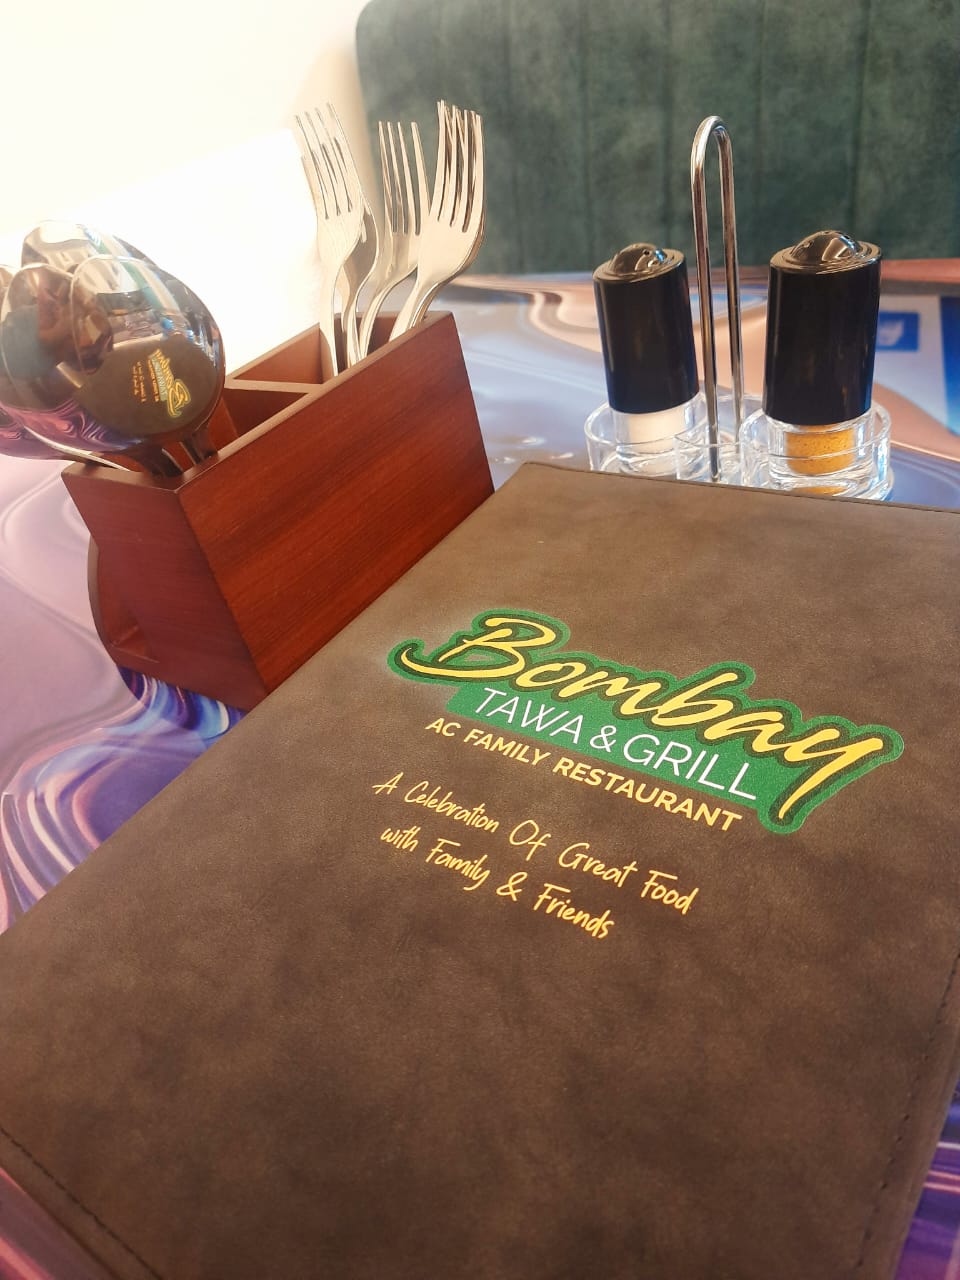 Bombay
TAWA & GRILL
AC FAMILY RESTAURANT
A Celebration Of Great Food
with Family & Friends